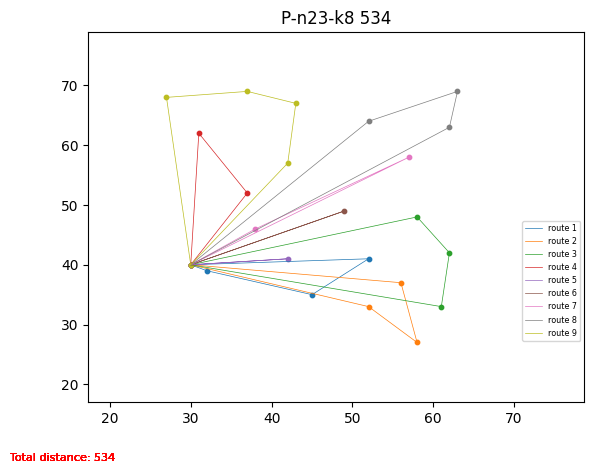 P-n23-k8 534
70
60
50
40
30
20
20 30 40 50 60 70
route 1
route 2
route 3
route 4
route 5
route 6
route 7
route 8
route 9
Total distance: 534